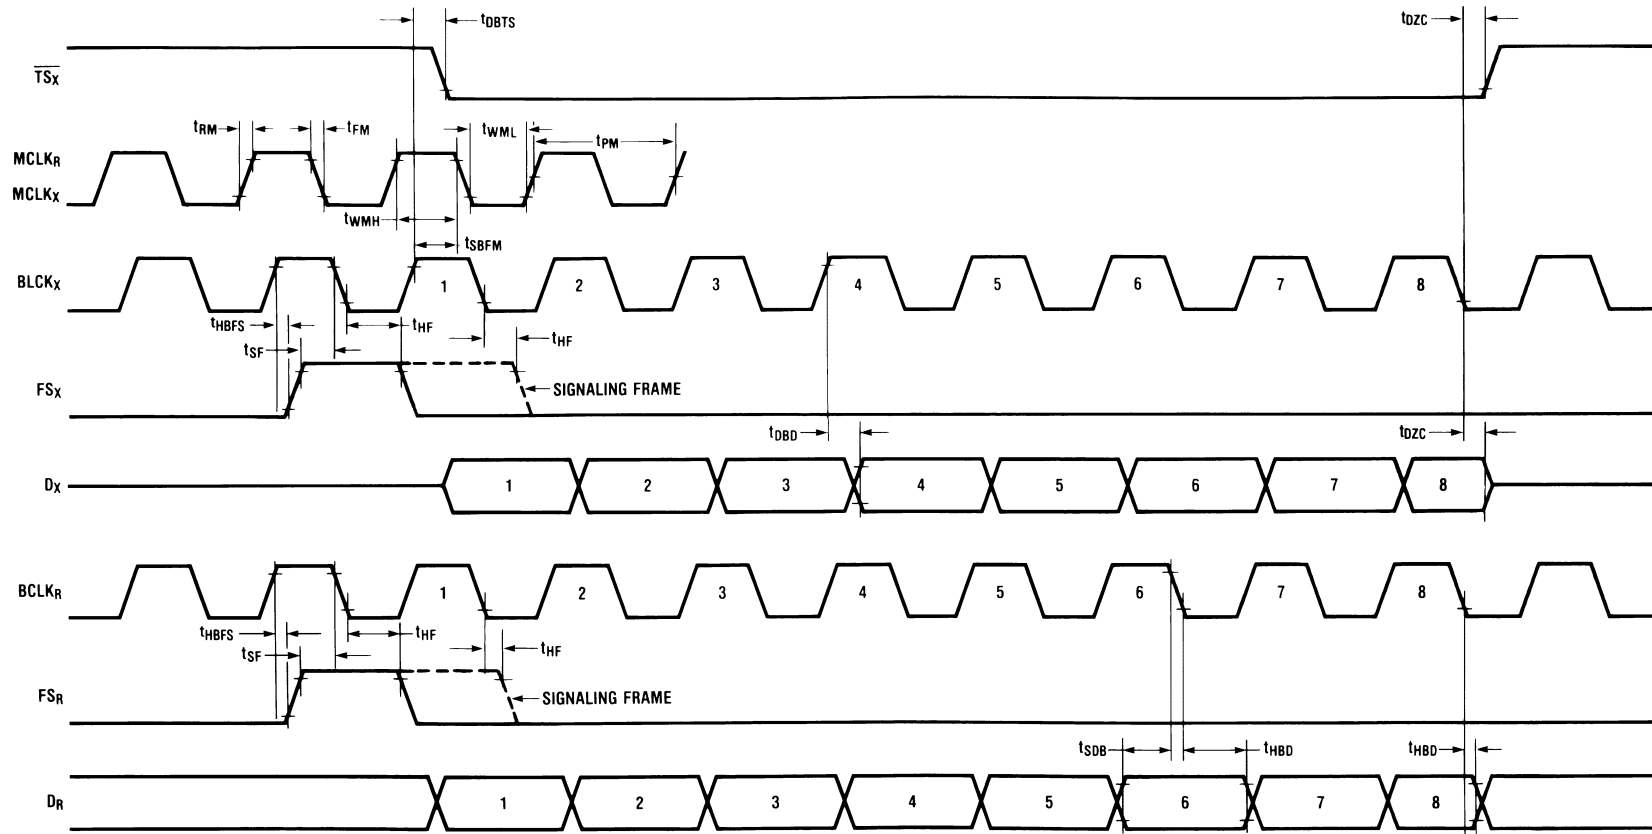 tDBTS
tDZC
TSX
tRM
tFM
tWML
tPM
MCLKR
MCLKX
tWMH
tSBFM
BLCKX
1 2 3 4 5 6 7 8
tHBFS
tHF
tSF
tHF
FSX
SIGNALING FRAME
tDBD
tDZC
DX
1 2 3 4 5 6 7 8
BCLKR
1 2 3 4 5 6 7 8
tHBFS
tHF
tSF
tHF
FSR
SIGNALING FRAME
tSDB
tHBD
tHBD
DR
1 2 3 4 5 6 7 8